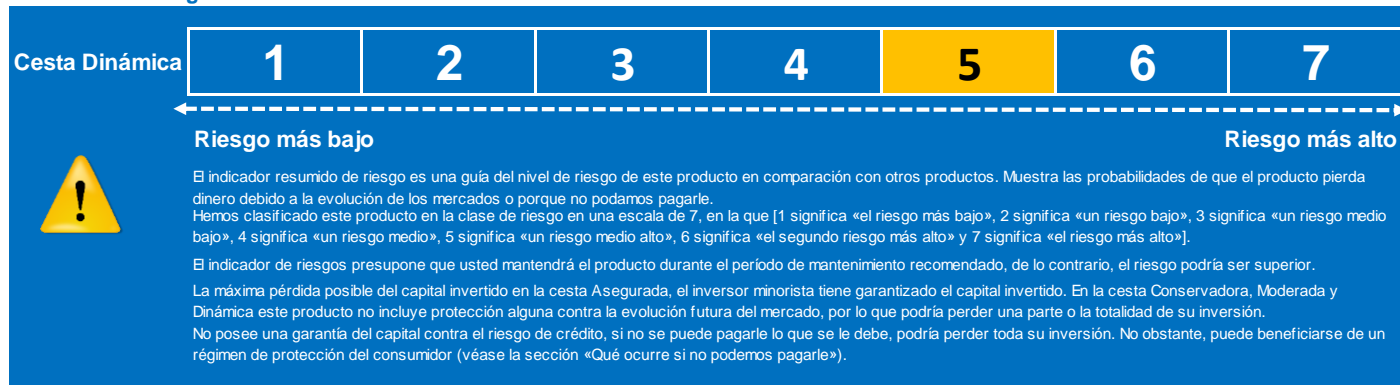 Cesta Dinámica 1 2 3 4 5 6 7
Riesgo más bajo Riesgo más alto
El indicador resumido de riesgo es una guía del nivel de riesgo de este producto en comparación con otros productos. Muestra las probabilidades de que el producto pierda
dinero debido a la evolución de los mercados o porque no podamos pagarle.
Hemos clasificado este producto en la clase de riesgo en una escala de 7, en la que [1 significa «el riesgo más bajo», 2 significa «un riesgo bajo», 3 significa «un riesgo medio
bajo», 4 significa «un riesgo medio», 5 significa «un riesgo medio alto», 6 significa «el segundo riesgo más alto» y 7 significa «el riesgo más alto»].
El indicador de riesgos presupone que usted mantendrá el producto durante el período de mantenimiento recomendado, de lo contrario, el riesgo podría ser superior.
La máxima pérdida posible del capital invertido en la cesta Asegurada, el inversor minorista tiene garantizado el capital invertido. En la cesta Conservadora, Moderada y
Dinámica este producto no incluye protección alguna contra la evolución futura del mercado, por lo que podría perder una parte o la totalidad de su inversión.
No posee una garantía del capital contra el riesgo de crédito, si no se puede pagarle lo que se le debe, podría perder toda su inversión. No obstante, puede beneficiarse de un
régimen de protección del consumidor (véase la sección «Qué ocurre si no podemos pagarle»).